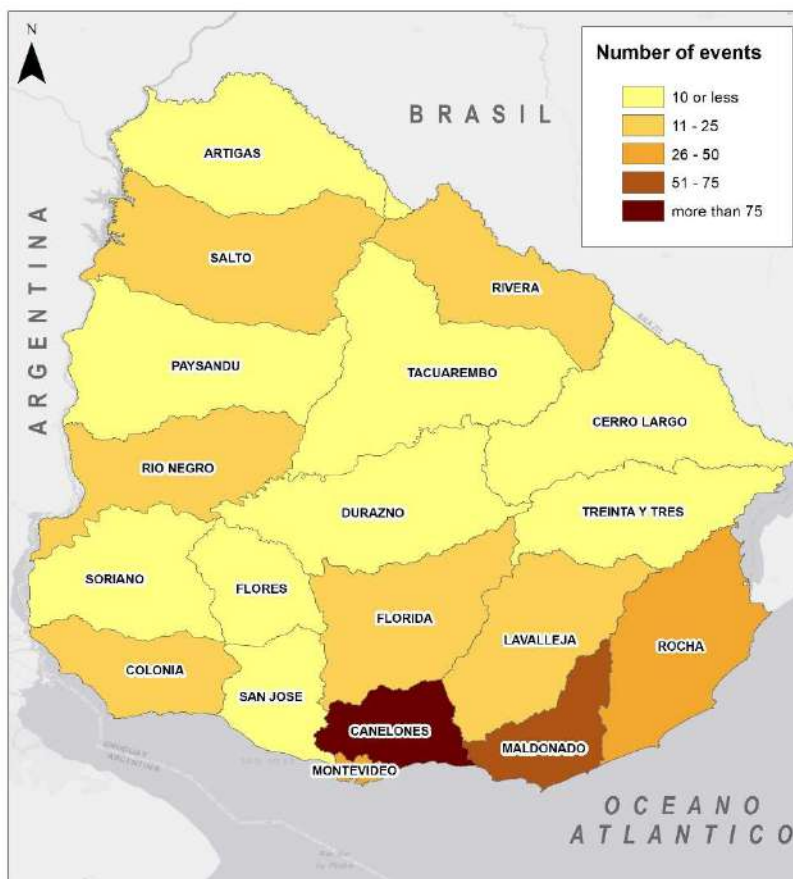 N
Number of events
10 or less
11 - 25
26 - 50
51 - 75
more than 75
BRASIL
ARGENTINA
ARTIGAS
SALTO
RIVERA
PAYSANDU
TACUAREMBO
CERRO LARGO
RIO NEGRO
DURAZNO
TREINTA Y TRES
SORIANO
FLORES
FLORIDA
LAVALLEJA
ROCHA
COLONIA
SAN JOSE
CANELONES
MALDONADO
MONTEVIDEO
URUGUAY
ARGENTINA
OCEANO
ATLANTICO